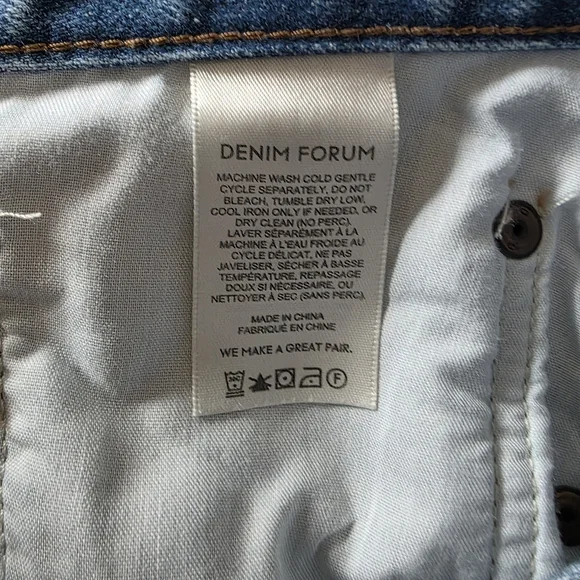 DENIM FORUM
MACHINE WASH COLD GENTLE
CYCLE SEPARATELY, DO NOT
BLEACH, TUMBLE DRY LOW,
COOL IRON ONLY IF NEEDED. OR
DRY CLEAN (NO PERC).
LAVER SÉPARÉMENT À LA
MACHINE À L'EAU FROIDE AU
CYCLE DÉLICAT, NE PAS
JAVELISER, SÉCHER À BASSE
TEMPÉRATURE, REPASSAGE
DOUX SI NÉCESSAIRE, OU
NETTOYER À SEC (SANS PERC).
MADE IN CHINA
FABRIQUÉ EN CHINE
WE MAKE A GREAT PAIR.
30C F